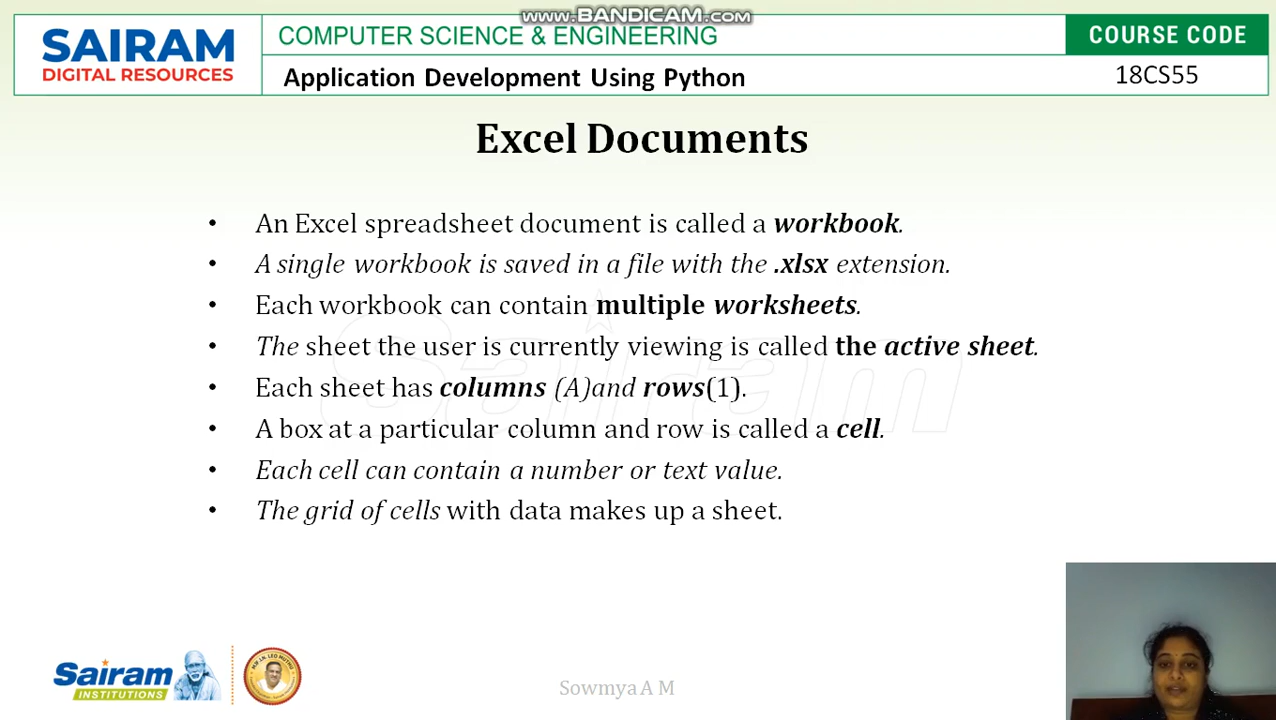 www.BANDICAM.com
SAIRAM
DIGITAL RESOURCES
COMPUTER SCIENCE & ENGINEERING
COURSE CODE
Application Development Using Python
18CS55
Excel Documents
• An Excel spreadsheet document is called a workbook.
• A single workbook is saved in a file with the .xlsx extension.
• Each workbook can contain multiple worksheets.
• The sheet the user is currently viewing is called the active sheet.
• Each sheet has columns (A)and rows(1).
• A box at a particular column and row is called a cell.
• Each cell can contain a number or text value.
• The grid of cells with data makes up a sheet.
Sairam
Sairam
INSTITUTIONS
Sowmya A M